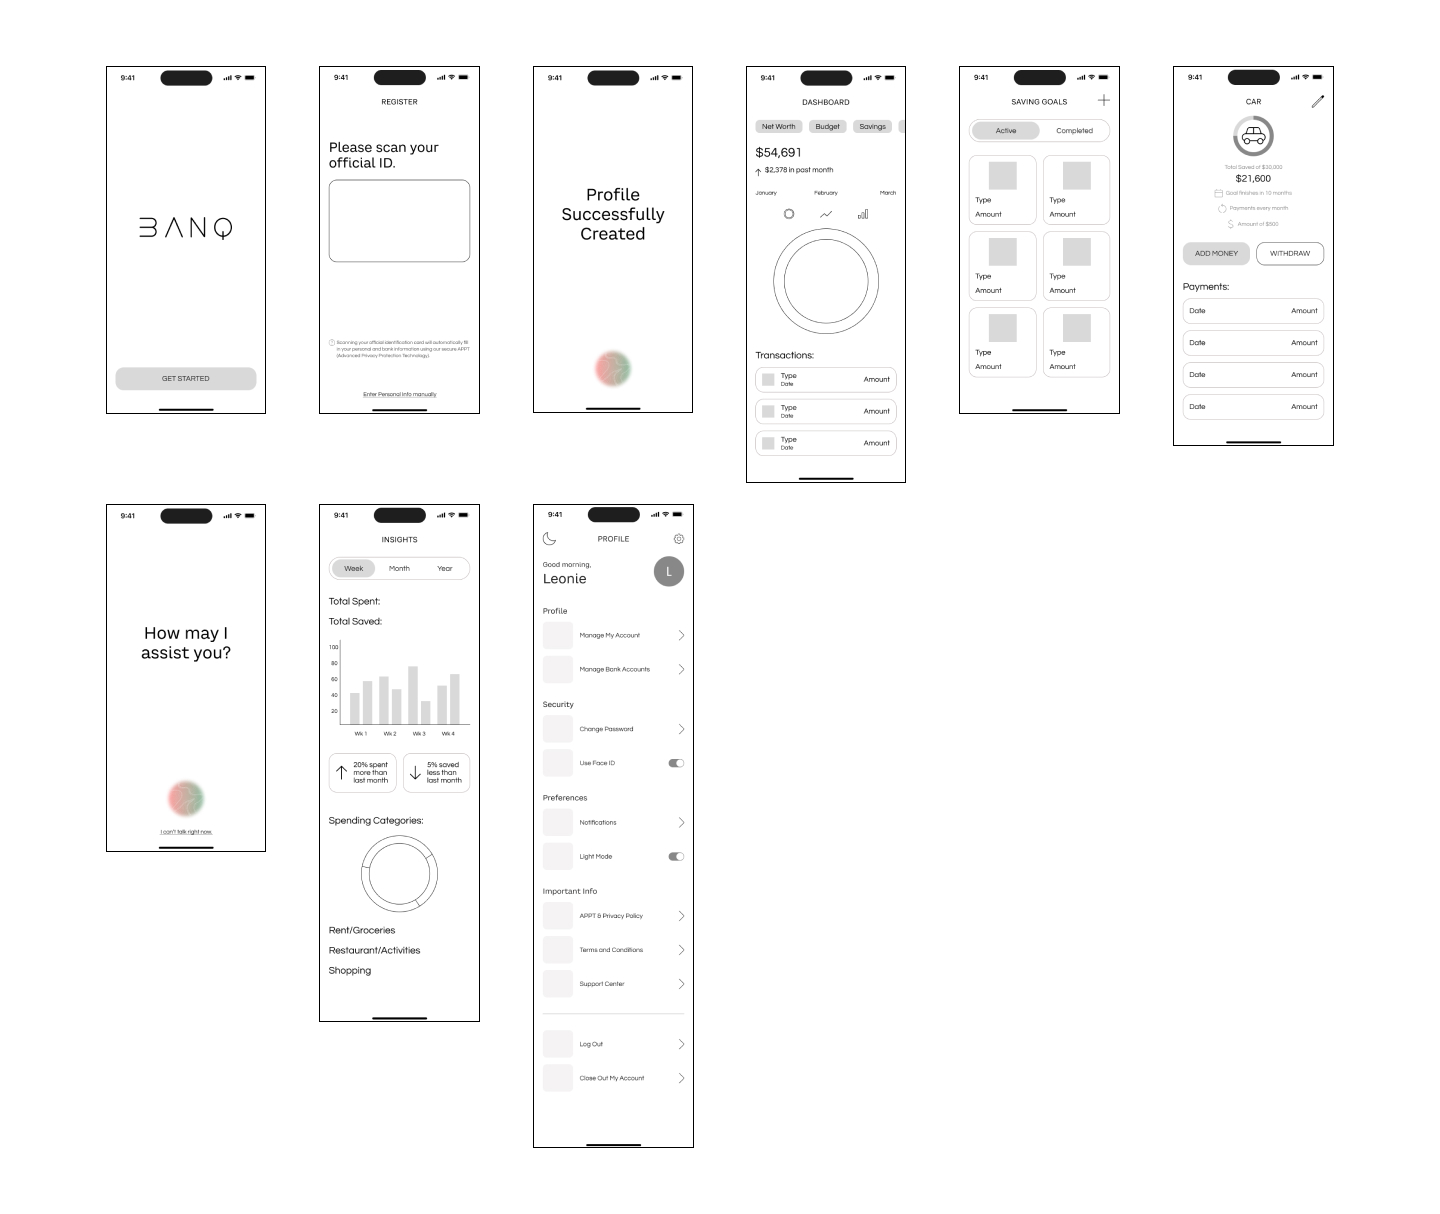 9:41
BANQ
GET STARTED
9:41
REGISTER
Please scan your
official ID.
Scanning your official identification card will automatically fill
in your personal and bank information using our secure APPT
(Advanced Privacy Protection Technology).
Enter Personal Info manually
9:41
Profile
Successfully
Created
9:41
DASHBOARD
Net Worth Budget Savings
$54,691
$2,378 in past month
January February March
Transactions:
Type
Date
Amount
Type
Date
Amount
Type
Date
Amount
9:41
SAVING GOALS
Active Completed
Type Type
Amount Amount
Type Type
Amount Amount
Type Type
Amount Amount
9:41
CAR
Total Saved of $30,000
$21,600
Goal finishes in 10 months
Payments every month
Amount of $500
ADD MONEY WITHDRAW
Payments:
Date Amount
Date Amount
Date Amount
Date Amount
9:41
How may I
assist you?
I can't talk right now.
9:41
INSIGHTS
Week Month Year
Total Spent:
Total Saved:
100
80
60
40
20
Wk 1 Wk 2 Wk 3 Wk 4
20% spent
more than
last month
5% saved
less than
last month
Spending Categories:
Rent/Groceries
Restaurant/Activities
Shopping
9:41
PROFILE
Good morning,
Leonie
L
Profile
Manage My Account
Manage Bank Accounts
Security
Change Password
Use Face ID
Preferences
Notifications
Light Mode
Important Info
APPT & Privacy Policy
Terms and Conditions
Support Center
Log Out
Close Out My Account